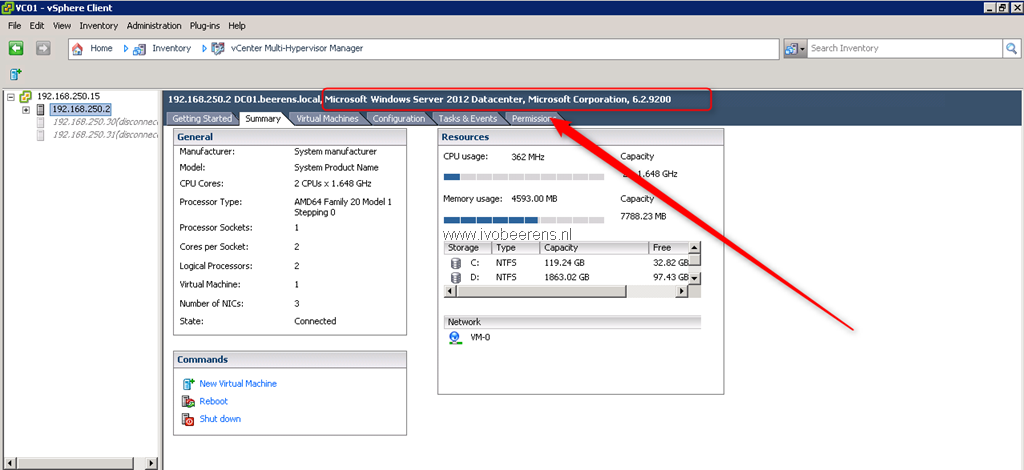 VC01 - vSphere Client
File Edit View Inventory Administration Plug-ins Help
Home Inventory vCenter Multi-Hypervisor Manager Search Inventory
192.168.250.15
192.168.250.2
192.168.250.30(disconnec
192.168.250.31(disconnec
192.168.250.2 DC01.beerens.local, Microsoft Windows Server 2012 Datacenter, Microsoft Corporation, 6.2.9200
Getting Started Summary Virtual Machines Configuration Tasks & Events Permissions
General
Manufacturer: System manufacturer
Model: System Product Name
CPU Cores: 2 CPUs x 1.648 GHz
Processor Type: AMD64 Family 20 Model 1
Stepping 0
Processor Sockets: 1
Cores per Socket: 2
Logical Processors: 2
Virtual Machine: 1
Number of NICs: 3
State: Connected
Commands
New Virtual Machine
Reboot
Shut down
Resources
CPU usage: 362 MHz Capacity
1.648 GHz
Memory usage: 4593.00 MB Capacity
7788.23 MB
www.ivobeerens.nl
Storage Type Capacity Free
C: NTFS 119.24 GB 32.82 GB
D: NTFS 1863.02 GB 97.43 GB
Network
VM-0